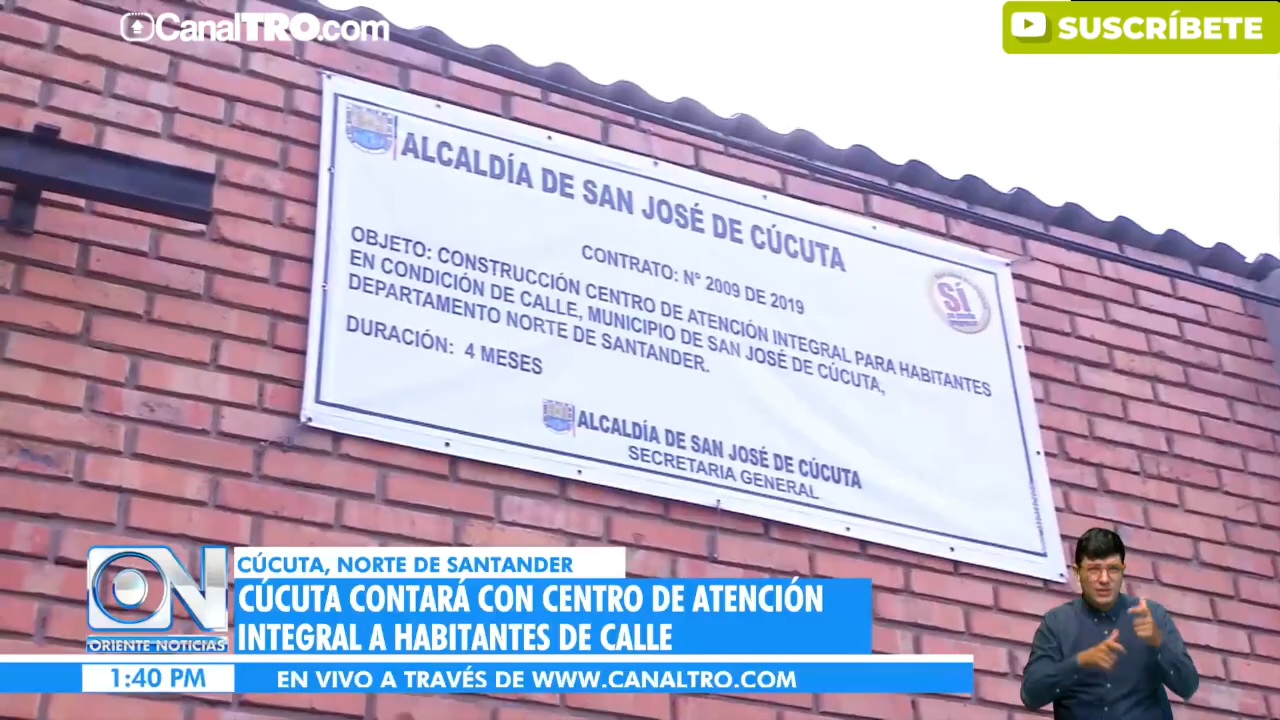 CanalTRO.com
SUSCRÍBETE
ALCALDÍA DE SAN JOSÉ DE CÚCUTA
CONTRATO: N° 2009 DE 2019
OBJETO: CONSTRUCCIÓN CENTRO DE ATENCIÓN INTEGRAL PARA HABITANTES
EN CONDICIÓN DE CALLE, MUNICIPIO DE SAN JOSÉ DE CÚCUTA,
DEPARTAMENTO NORTE DE SANTANDER.
DURACIÓN: 4 MESES
SÍ
ALCALDÍA DE SAN JOSÉ DE CÚCUTA
SECRETARIA GENERAL
ON
ORIENTE NOTICIAS
CÚCUTA, NORTE DE SANTANDER
CÚCUTA CONTARÁ CON CENTRO DE ATENCIÓN
INTEGRAL A HABITANTES DE CALLE
1:40 PM
EN VIVO A TRAVÉS DE WWW.CANALTRO.COM